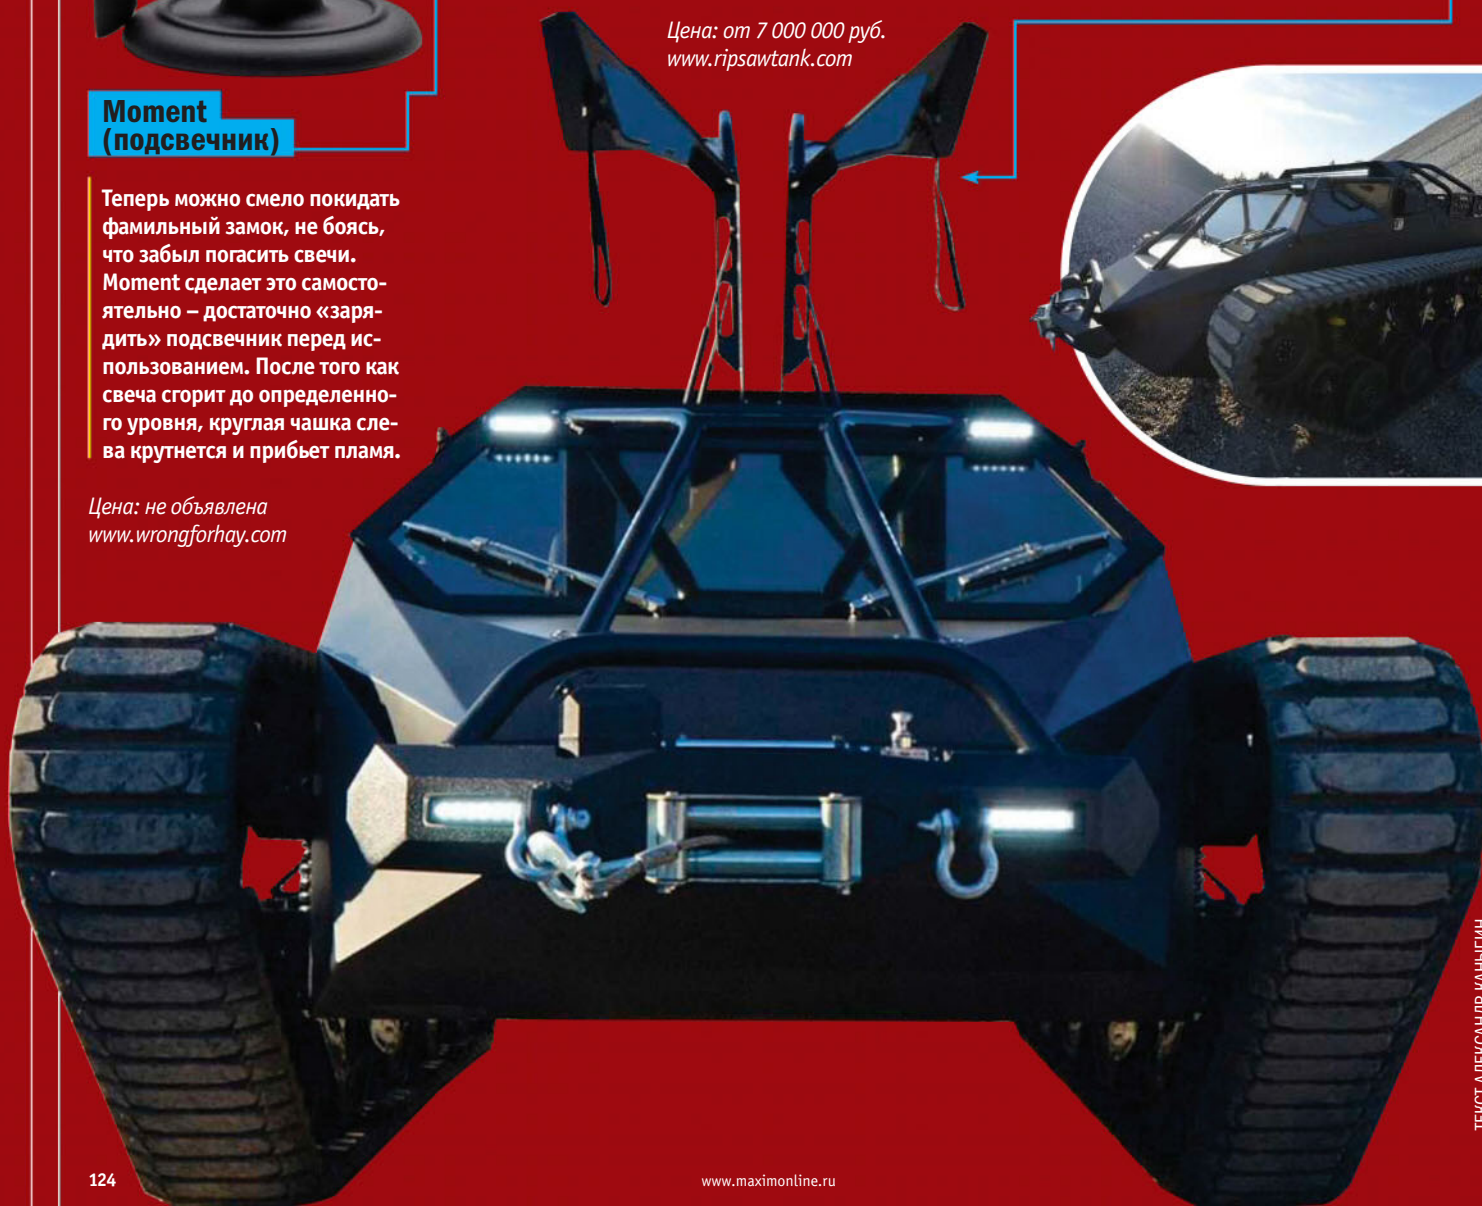 Цена: от 7 000 000 руб.
www.ripsawtank.com
Moment
(подсвечник)
Теперь можно смело покидать
фамильный замок, не боясь,
что забыл погасить свечи.
Moment сделает это самосто-
ятельно – достаточно «заря-
дить» подсвечник перед ис-
пользованием. После того как
свеча сгорит до определенно-
го уровня, круглая чашка сле-
ва крутнется и прибьет пламя.
Цена: не объявлена
www.wrongforhay.com
ТЕКСТ АЛЕКСАНДР КАНЫГИН
124
www.maximonline.ru